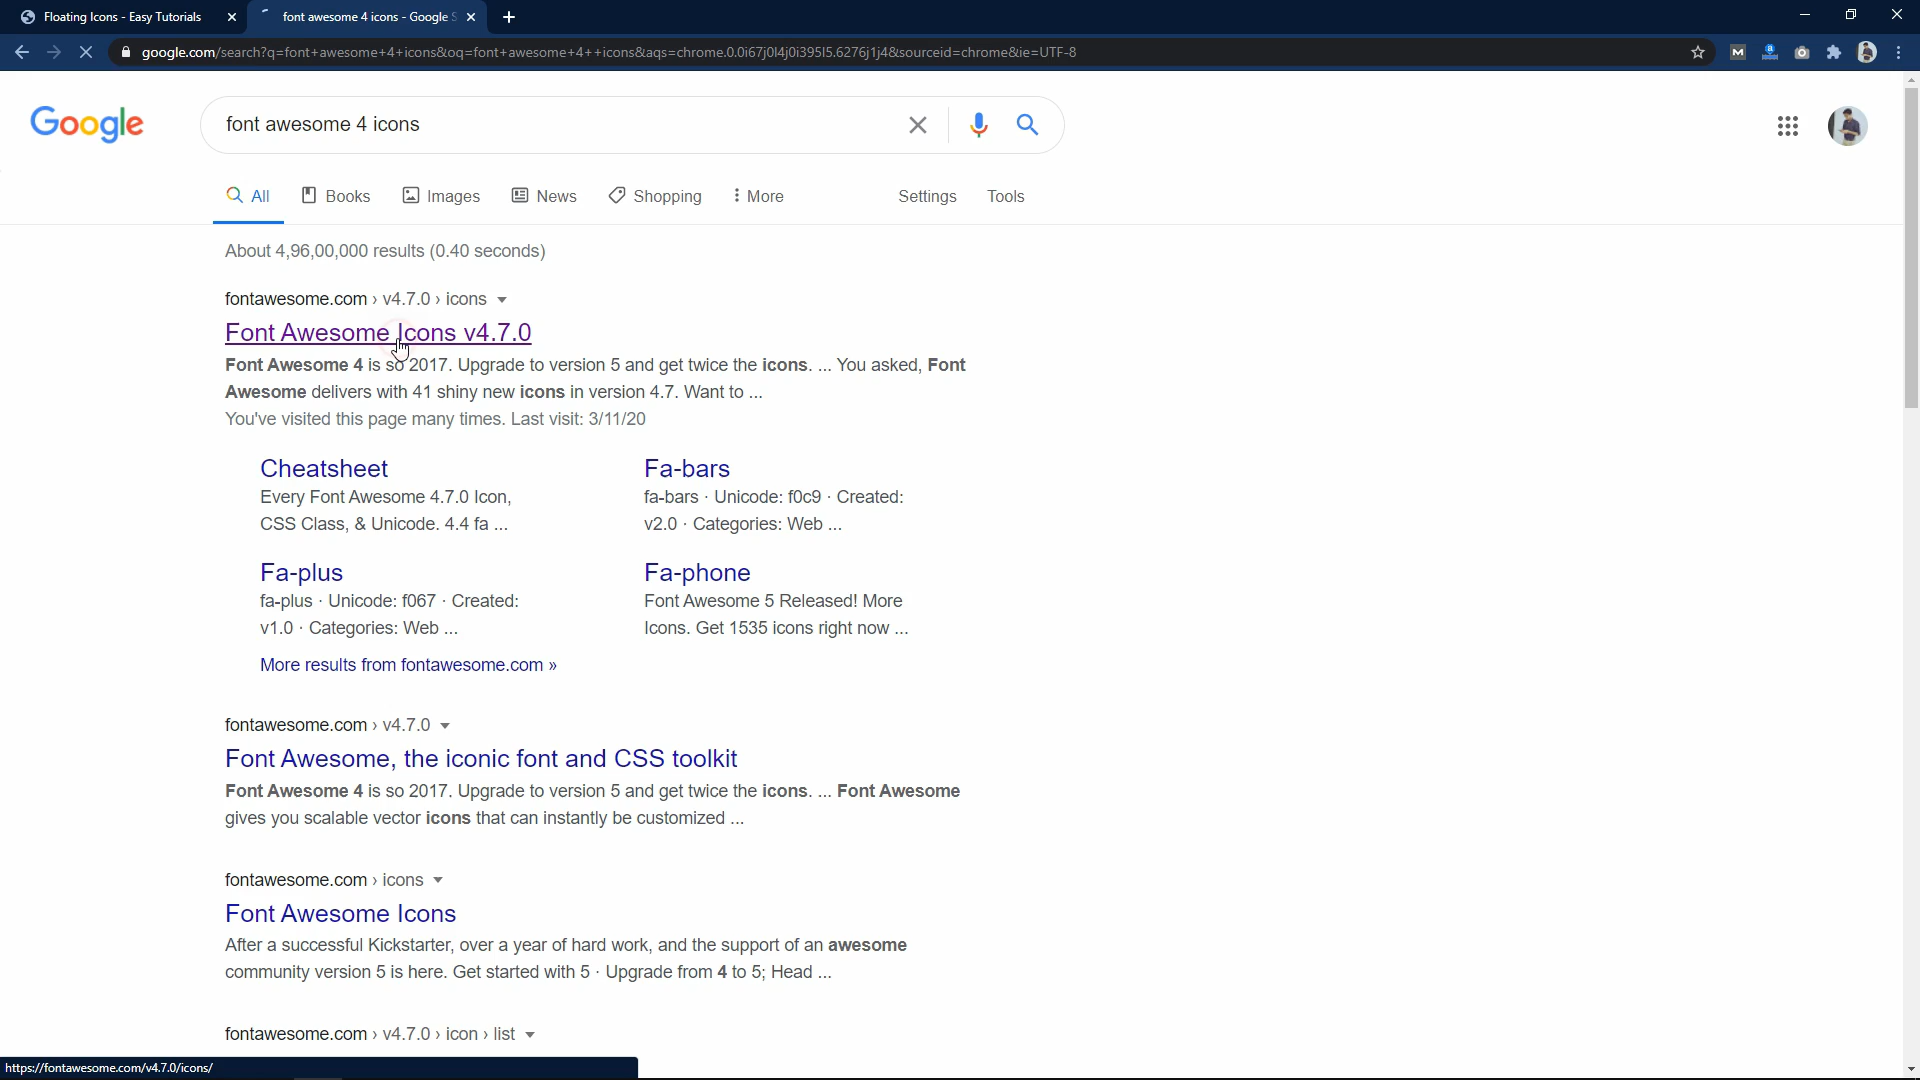 Floating Icons - Easy Tutorials
font awesome 4 icons - Google S
google.com/search?q=font+awesome+4+icons&oq=font+awesome+4++icons&aqs=chrome.0.0i67j0l4j0i395l5.6276j1j4&sourceid=chrome&ie=UTF-8
M
a
Google
font awesome 4 icons
All
Books
Images
News
Shopping
More
Settings
Tools
About 4,96,00,000 results (0.40 seconds)
fontawesome.com › v4.7.0 › icons
Font Awesome Icons v4.7.0
Font Awesome 4 is so 2017. Upgrade to version 5 and get twice the icons. ... You asked, Font
Awesome delivers with 41 shiny new icons in version 4.7. Want to ...
You've visited this page many times. Last visit: 3/11/20
Cheatsheet
Every Font Awesome 4.7.0 Icon,
CSS Class, & Unicode. 4.4 fa ...
Fa-bars
fa-bars · Unicode: f0c9 · Created:
v2.0 · Categories: Web ...
Fa-plus
fa-plus · Unicode: f067 · Created:
v1.0 · Categories: Web ...
Fa-phone
Font Awesome 5 Released! More
Icons. Get 1535 icons right now ...
More results from fontawesome.com »
fontawesome.com › v4.7.0
Font Awesome, the iconic font and CSS toolkit
Font Awesome 4 is so 2017. Upgrade to version 5 and get twice the icons. ... Font Awesome
gives you scalable vector icons that can instantly be customized ...
fontawesome.com › icons
Font Awesome Icons
After a successful Kickstarter, over a year of hard work, and the support of an awesome
community version 5 is here. Get started with 5 · Upgrade from 4 to 5; Head ...
fontawesome.com › v4.7.0 › icon › list
https://fontawesome.com/v4.7.0/icons/